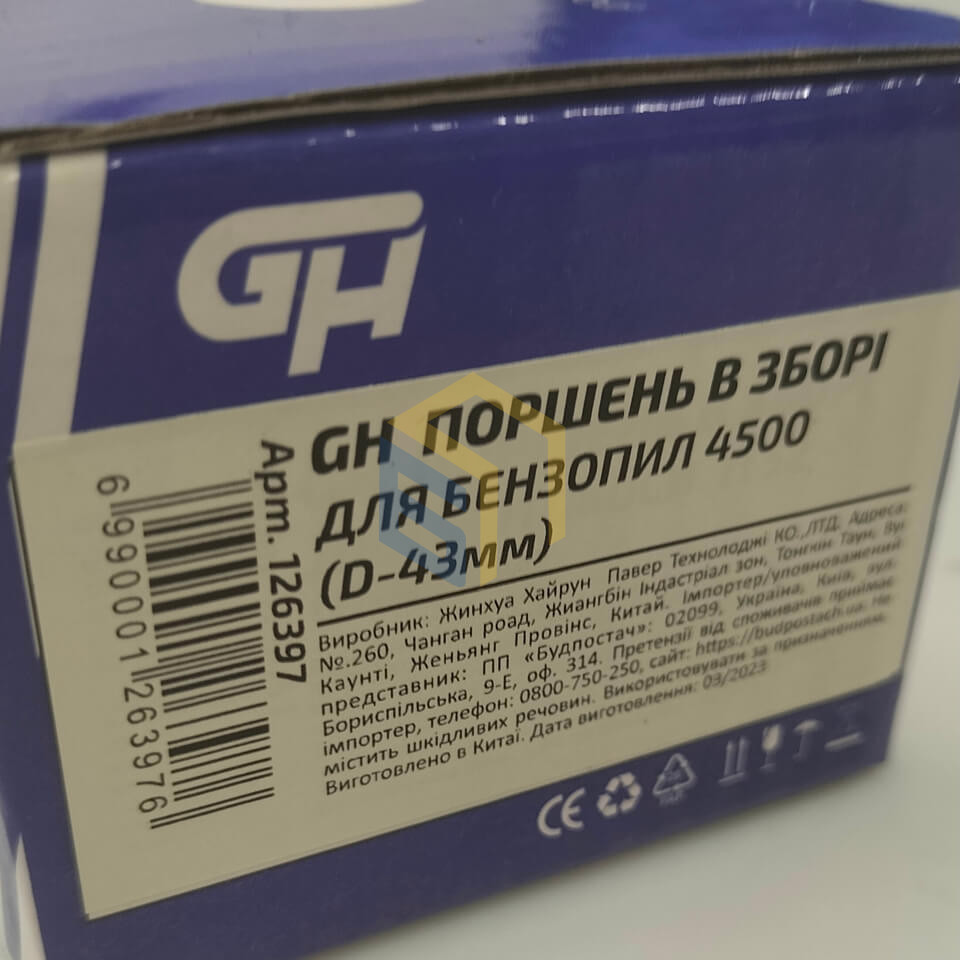 GH
GH ПОРШЕНЬ В ЗБОРІ
ДЛЯ БЕНЗОПИЛ 4500
(D-43мм)
Арт. 126397
6 990001 263976
Виробник: Жинхуа Хайрун Павер Технолоджі КО.,ЛТД. Адреса:
№.260, Чанган роад, Жиангбін Індастріал зон, Тонгкін Таун, Вуї
Каунті, Женьянг Провінс, Китай. Імпортер/уповноважений
представник: ПП «Будпостач»: 02099, Україна, Київ, вул.
Бориспільська, 9-Е, оф. 314. Претензії від споживачів приймає
імпортер, телефон: 0800-750-250, сайт: https://budpostach.ua. Не
містить шкідливих речовин. Використовувати за призначенням.
Виготовлено в Китаї. Дата виготовлення: 03/2023
CE